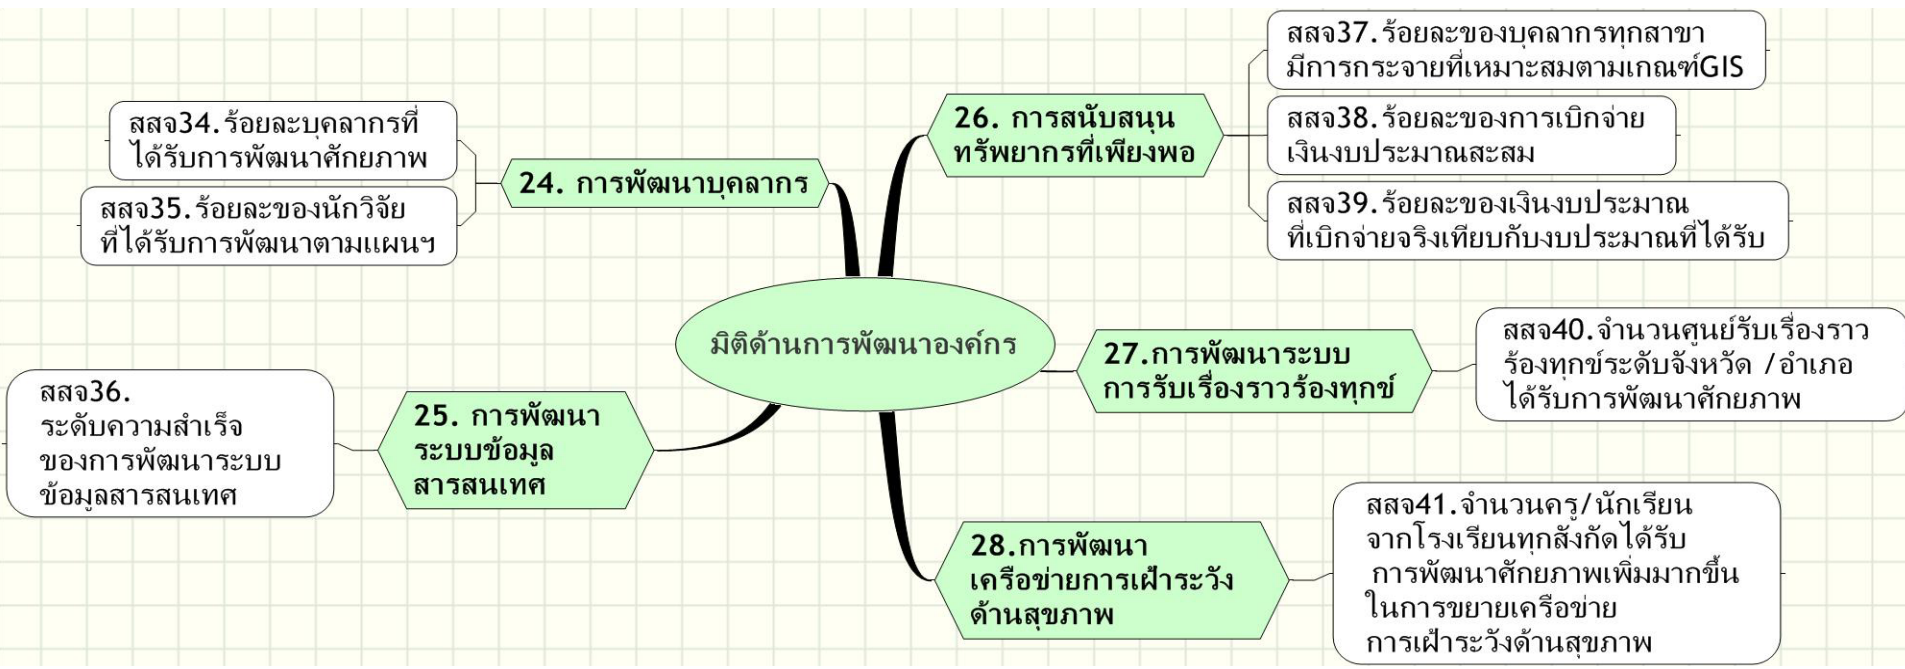 สสจ37.ร้อยละของบุคลากรทุกสาขา
มีการกระจายที่เหมาะสมตามเกณฑ์GIS
26. การสนับสนุน
ทรัพยากรที่เพียงพอ
สสจ38.ร้อยละของการเบิกจ่าย
เงินงบประมาณสะสม
สสจ39.ร้อยละของเงินงบประมาณ
ที่เบิกจ่ายจริงเทียบกับงบประมาณที่ได้รับ
สสจ34.ร้อยละบุคลากรที่
ได้รับการพัฒนาศักยภาพ
24. การพัฒนาบุคลากร
สสจ35.ร้อยละของนักวิจัย
ที่ได้รับการพัฒนาตามแผนฯ
มิติด้านการพัฒนาองค์กร
27.การพัฒนาระบบ
การรับเรื่องราวร้องทุกข์
สสจ40.จำนวนศูนย์รับเรื่องราว
ร้องทุกข์ระดับจังหวัด /อำเภอ
ได้รับการพัฒนาศักยภาพ
สสจ36.
ระดับความสำเร็จ
ของการพัฒนาระบบ
ข้อมูลสารสนเทศ
25. การพัฒนา
ระบบข้อมูล
สารสนเทศ
28.การพัฒนา
เครือข่ายการเฝ้าระวัง
ด้านสุขภาพ
สสจ41.จำนวนครู/นักเรียน
จากโรงเรียนทุกสังกัดได้รับ
การพัฒนาศักยภาพเพิ่มมากขึ้น
ในการขยายเครือข่าย
การเฝ้าระวังด้านสุขภาพ